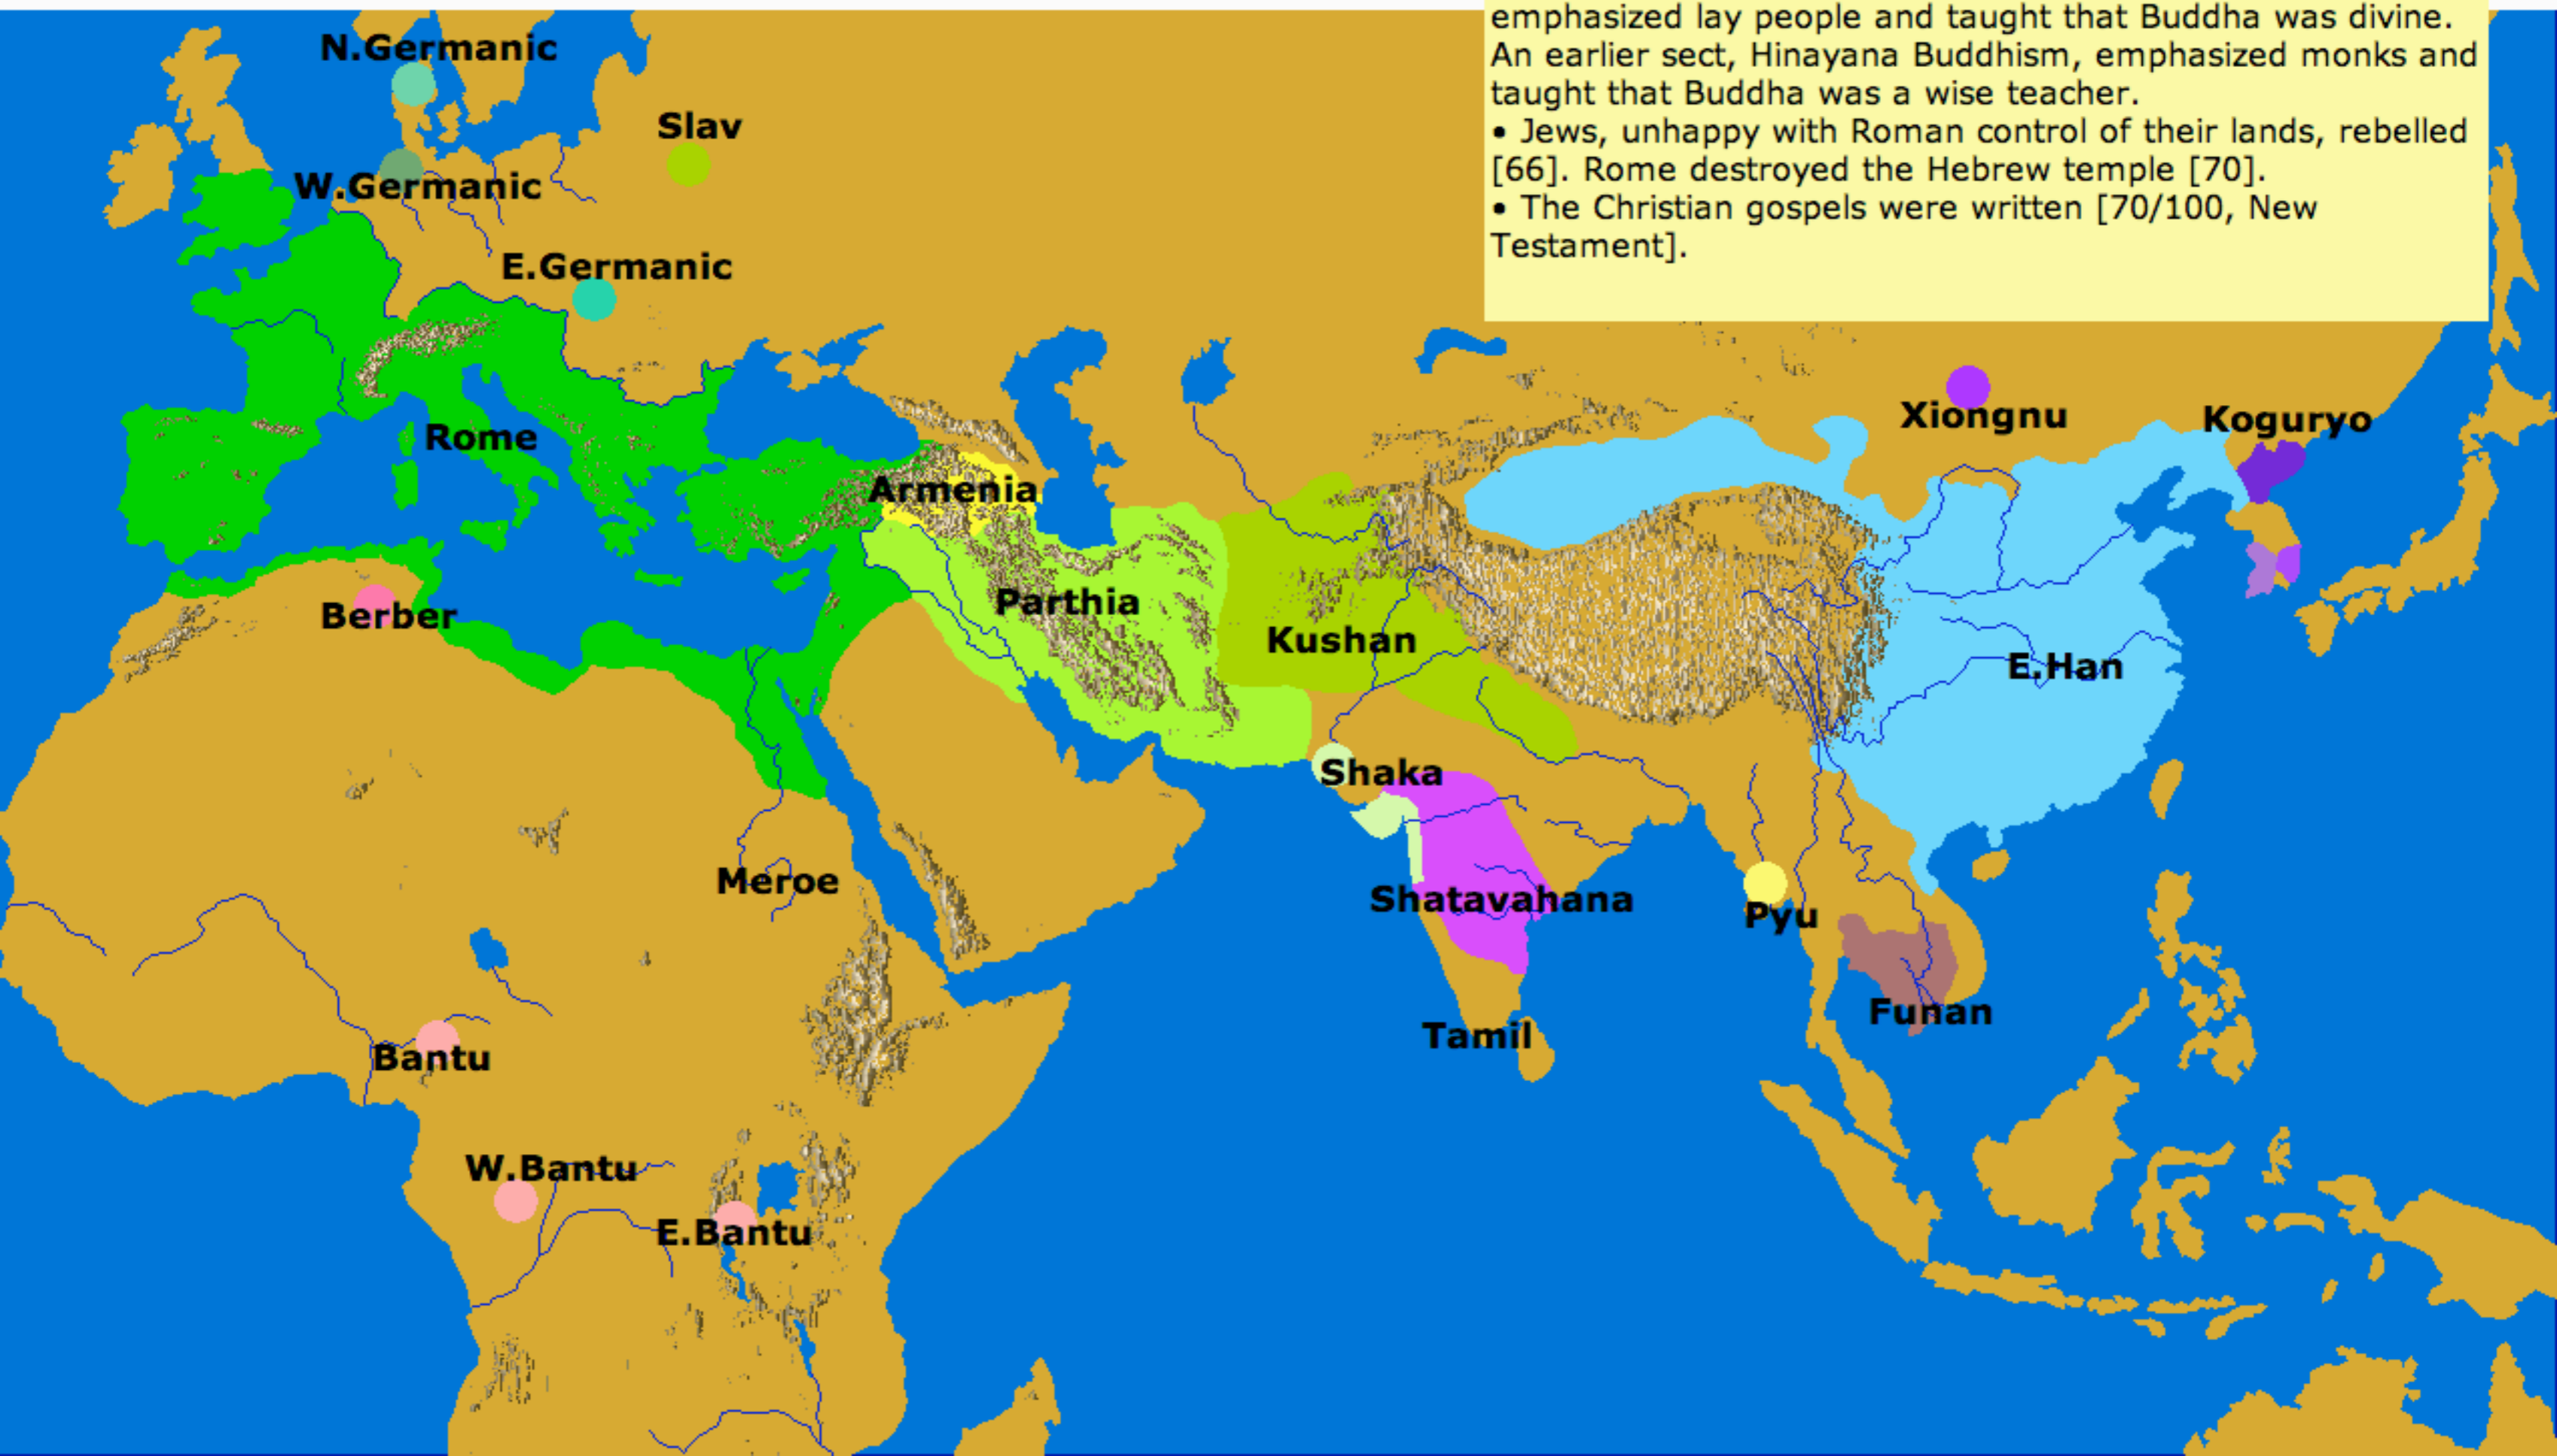 emphasized lay people and taught that Buddha was divine.
An earlier sect, Hinayana Buddhism, emphasized monks and
taught that Buddha was a wise teacher.
• Jews, unhappy with Roman control of their lands, rebelled
[66]. Rome destroyed the Hebrew temple [70].
• The Christian gospels were written [70/100, New
Testament].
N.Germanic
Slav
W.Germanic
E.Germanic
Xiongnu
Koguryo
Rome
Armenia
Parthia
Berber
Kushan
E.Han
Shaka
Meroe
Shatavahana
Pyu
Funan
Tamil
Bantu
W.Bantu
E.Bantu